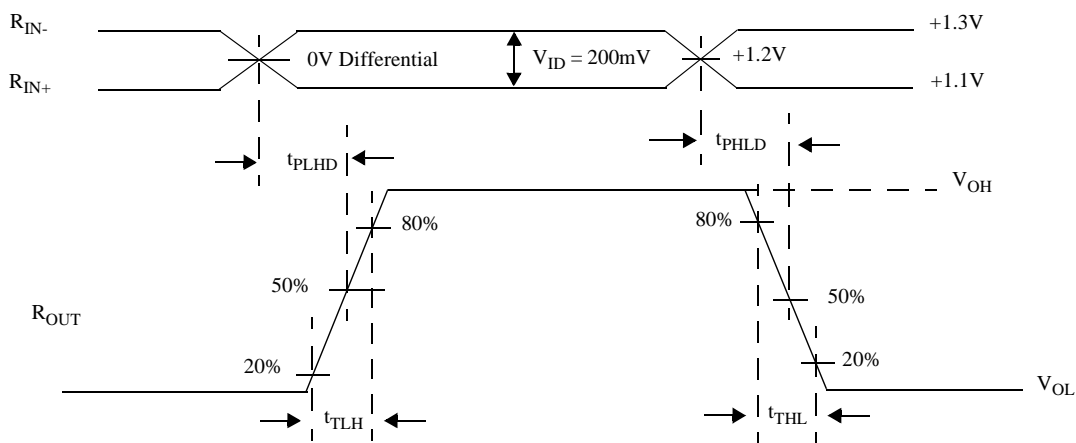 R_IN-
+1.3V
0V Differential
V_ID = 200mV
+1.2V
R_IN+
+1.1V
t_PLHD
t_PHLD
V_OH
80%
80%
50%
50%
R_OUT
20%
20%
V_OL
t_TLH
t_THL